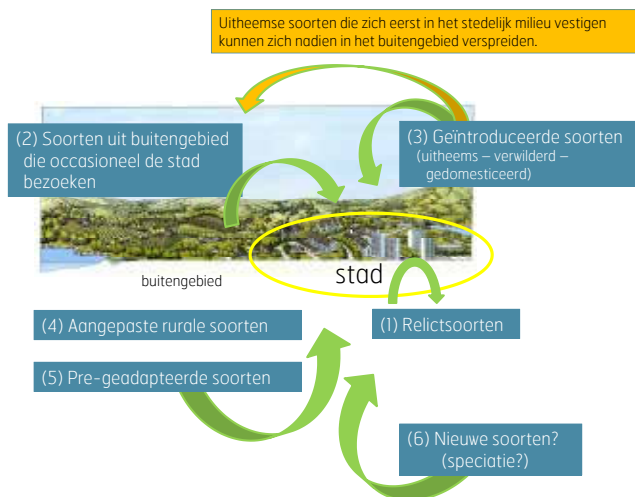 Uitheemse soorten die zich eerst in het stedelijk milieu vestigen
kunnen zich nadien in het buitengebied verspreiden.
(2) Soorten uit buitengebied
die occasioneel de stad
bezoeken
(3) Geïntroduceerde soorten
(uitheems – verwilderd –
gedomesticeerd)
buitengebied
stad
(4) Aangepaste rurale soorten
(1) Relictsoorten
(5) Pre-geadapteerde soorten
(6) Nieuwe soorten?
(speciatie?)